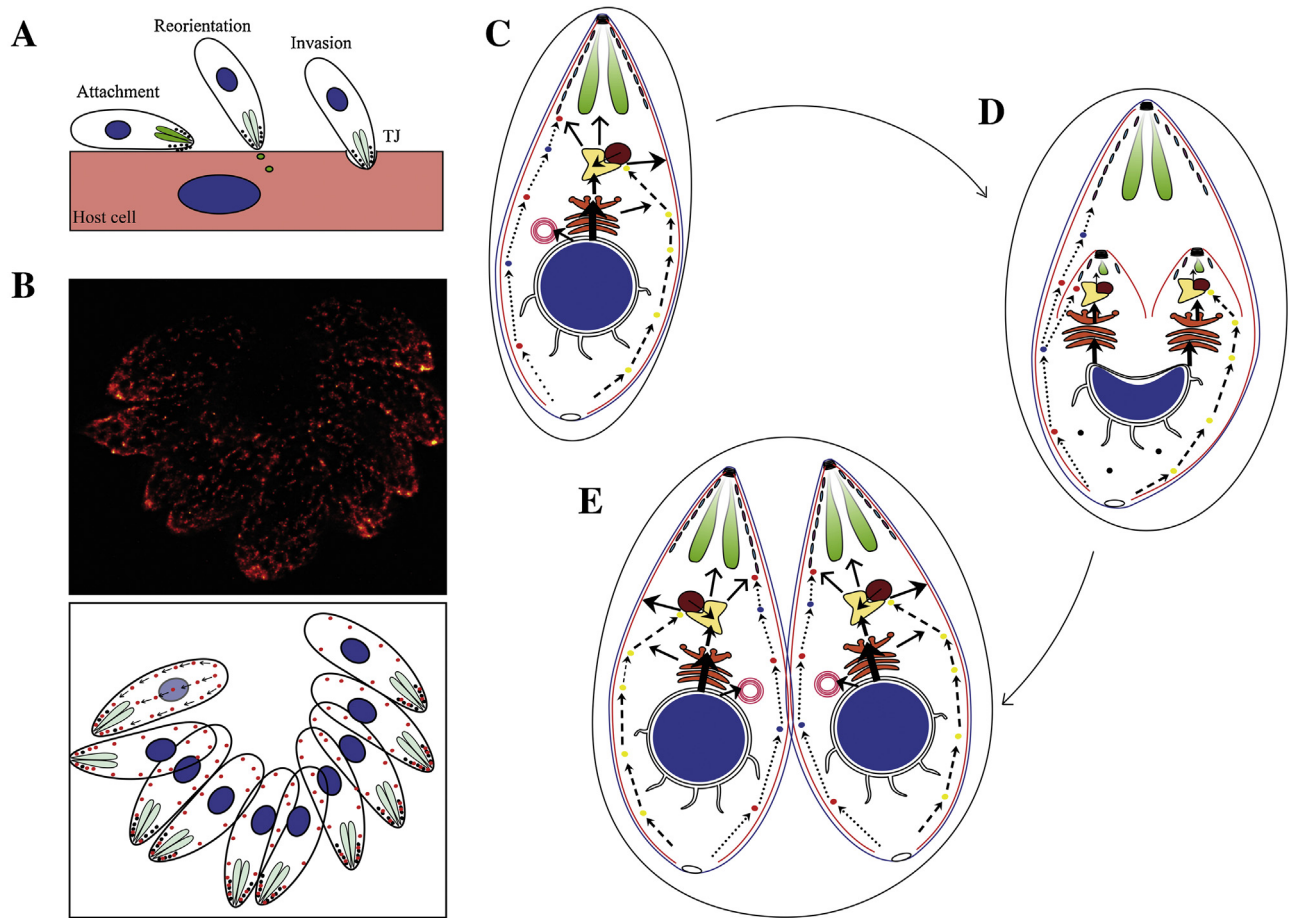 A
Reorientation
Invasion
Attachment
TJ
Host cell
B
C
D
E